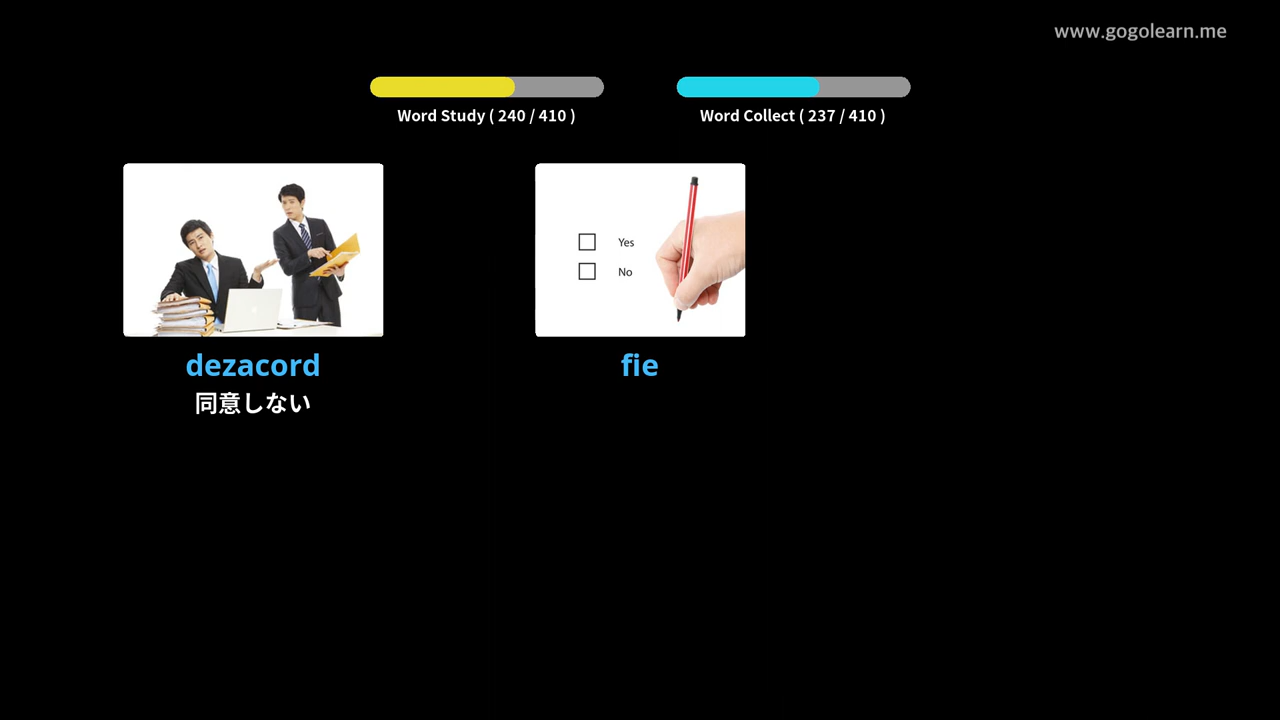 www.gogolearn.me
Word Study ( 240 / 410 )
Word Collect ( 237 / 410 )
Yes
No
dezacord
fie
同意しない